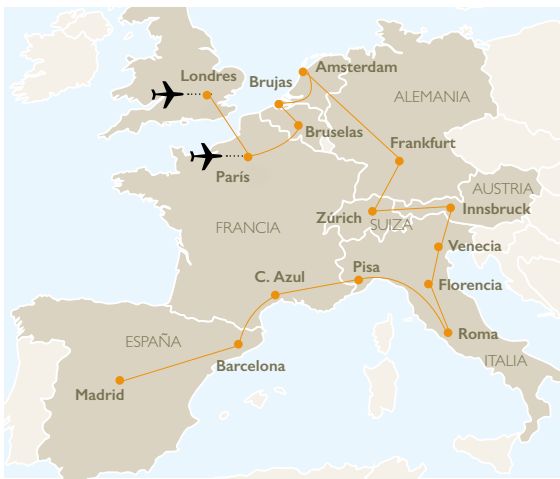 Londres
Amsterdam
Brujas
ALEMANIA
Bruselas
Frankfurt
París
AUSTRIA
Innsbruck
Zúrich
SUIZA
FRANCIA
Venecia
Pisa
C. Azul
Florencia
Roma
ESPAÑA
ITALIA
Barcelona
Madrid